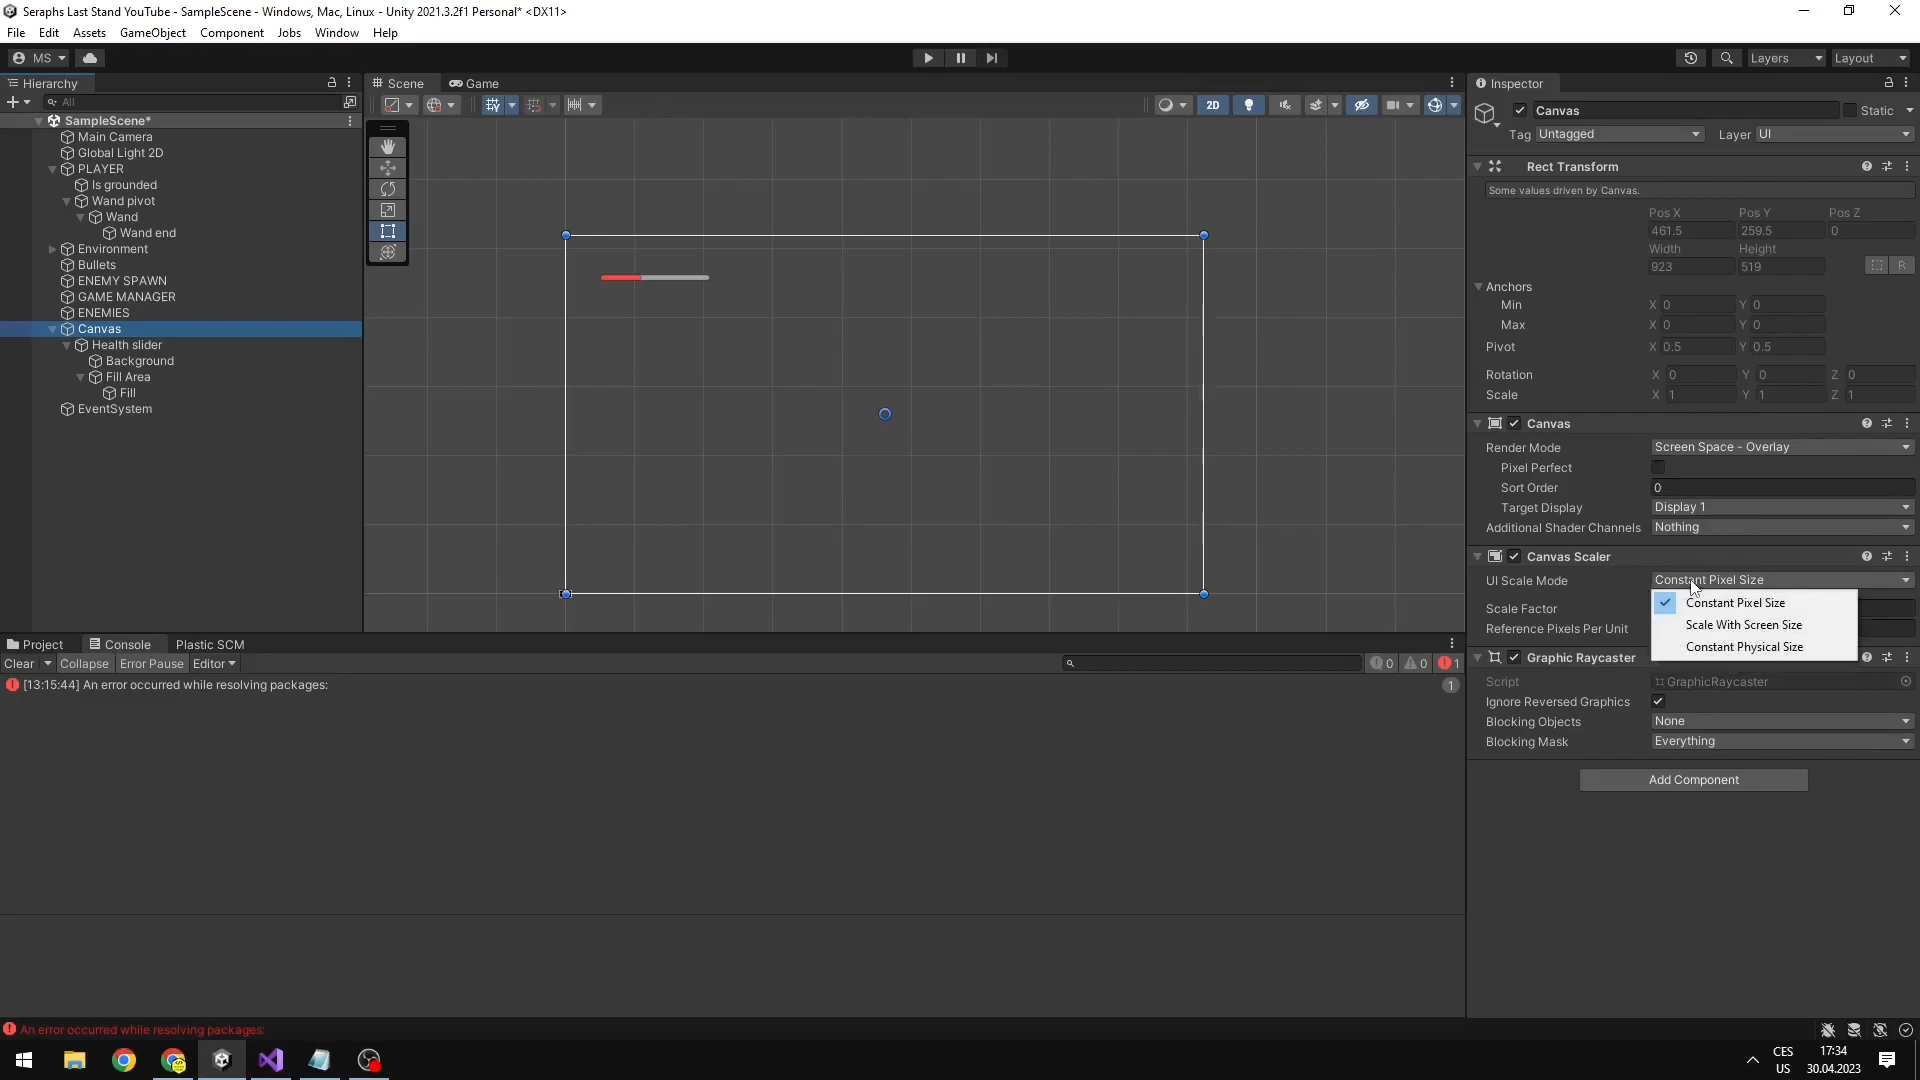 Seraphs Last Stand YouTube - SampleScene - Windows, Mac, Linux - Unity 2021.3.2f1 Personal* <DX11>
File Edit Assets GameObject Component Jobs Window Help
MS Layers Layout
Hierarchy
All
SampleScene*
Main Camera
Global Light 2D
PLAYER
Is grounded
Wand pivot
Wand
Wand end
Environment
Bullets
ENEMY SPAWN
GAME MANAGER
ENEMIES
Canvas
Health slider
Background
Fill Area
Fill
EventSystem
Scene Game
2D
Inspector
Canvas Static
Tag Untagged Layer UI
Rect Transform
Some values driven by Canvas.
Pos X Pos Y Pos Z
461.5 259.5 0
Width Height
923 519 R
Anchors
Min X 0 Y 0
Max X 0 Y 0
Pivot X 0.5 Y 0.5
Rotation X 0 Y 0 Z 0
Scale X 1 Y 1 Z 1
Canvas
Render Mode Screen Space - Overlay
Pixel Perfect
Sort Order 0
Target Display Display 1
Additional Shader Channels Nothing
Canvas Scaler
UI Scale Mode Constant Pixel Size
Constant Pixel Size
Scale With Screen Size
Constant Physical Size
Scale Factor
Reference Pixels Per Unit
Graphic Raycaster
Script GraphicRaycaster
Ignore Reversed Graphics
Blocking Objects None
Blocking Mask Everything
Add Component
Project Console Plastic SCM
Clear Collapse Error Pause Editor 0 0 1
[13:15:44] An error occurred while resolving packages: 1
An error occurred while resolving packages:
CES 17:34
US 30.04.2023